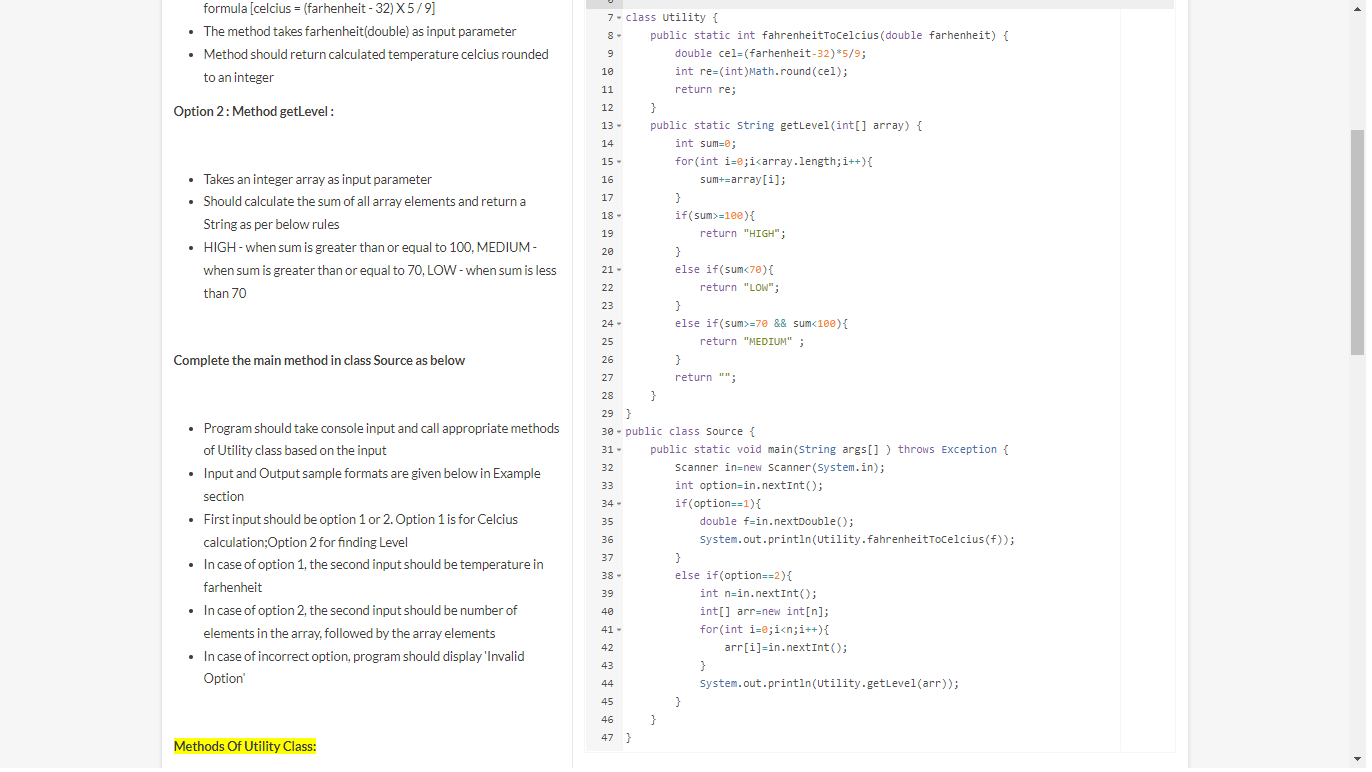 formula [celcius = (farhenheit - 32) X 5 / 9]
• The method takes farhenheit(double) as input parameter
• Method should return calculated temperature celcius rounded
to an integer
Option 2 : Method getLevel :
• Takes an integer array as input parameter
• Should calculate the sum of all array elements and return a
String as per below rules
• HIGH - when sum is greater than or equal to 100, MEDIUM -
when sum is greater than or equal to 70, LOW - when sum is less
than 70
Complete the main method in class Source as below
• Program should take console input and call appropriate methods
of Utility class based on the input
• Input and Output sample formats are given below in Example
section
• First input should be option 1 or 2. Option 1 is for Celcius
calculation;Option 2 for finding Level
• In case of option 1, the second input should be temperature in
farhenheit
• In case of option 2, the second input should be number of
elements in the array, followed by the array elements
• In case of incorrect option, program should display 'Invalid
Option'
Methods Of Utility Class:
7 class Utility {
8     public static int fahrenheitToCelcius(double farhenheit) {
9         double cel=(farhenheit-32)*5/9;
10         int re=(int)Math.round(cel);
11         return re;
12     }
13     public static String getLevel(int[] array) {
14         int sum=0;
15         for(int i=0;i<array.length;i++){
16             sum+=array[i];
17         }
18         if(sum>=100){
19             return "HIGH";
20         }
21         else if(sum<70){
22             return "LOW";
23         }
24         else if(sum>=70 && sum<100){
25             return "MEDIUM" ;
26         }
27         return "";
28     }
29 }
30 public class Source {
31     public static void main(String args[] ) throws Exception {
32         Scanner in=new Scanner(System.in);
33         int option=in.nextInt();
34         if(option==1){
35             double f=in.nextDouble();
36             System.out.println(Utility.fahrenheitToCelcius(f));
37         }
38         else if(option==2){
39             int n=in.nextInt();
40             int[] arr=new int[n];
41             for(int i=0;i<n;i++){
42                 arr[i]=in.nextInt();
43             }
44             System.out.println(Utility.getLevel(arr));
45         }
46     }
47 }